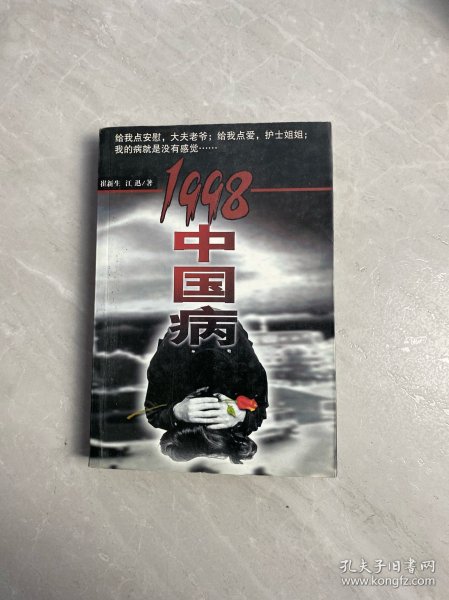 给我点安慰，大夫老爷；给我点爱，护士姐姐；
我的病就是没有感觉……
崔新生 江迅/著
1998
中国病
孔夫子旧书网
www.kongfz.com